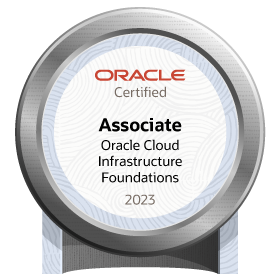 ORACLE
Certified
Associate
Oracle Cloud
Infrastructure
Foundations
2023